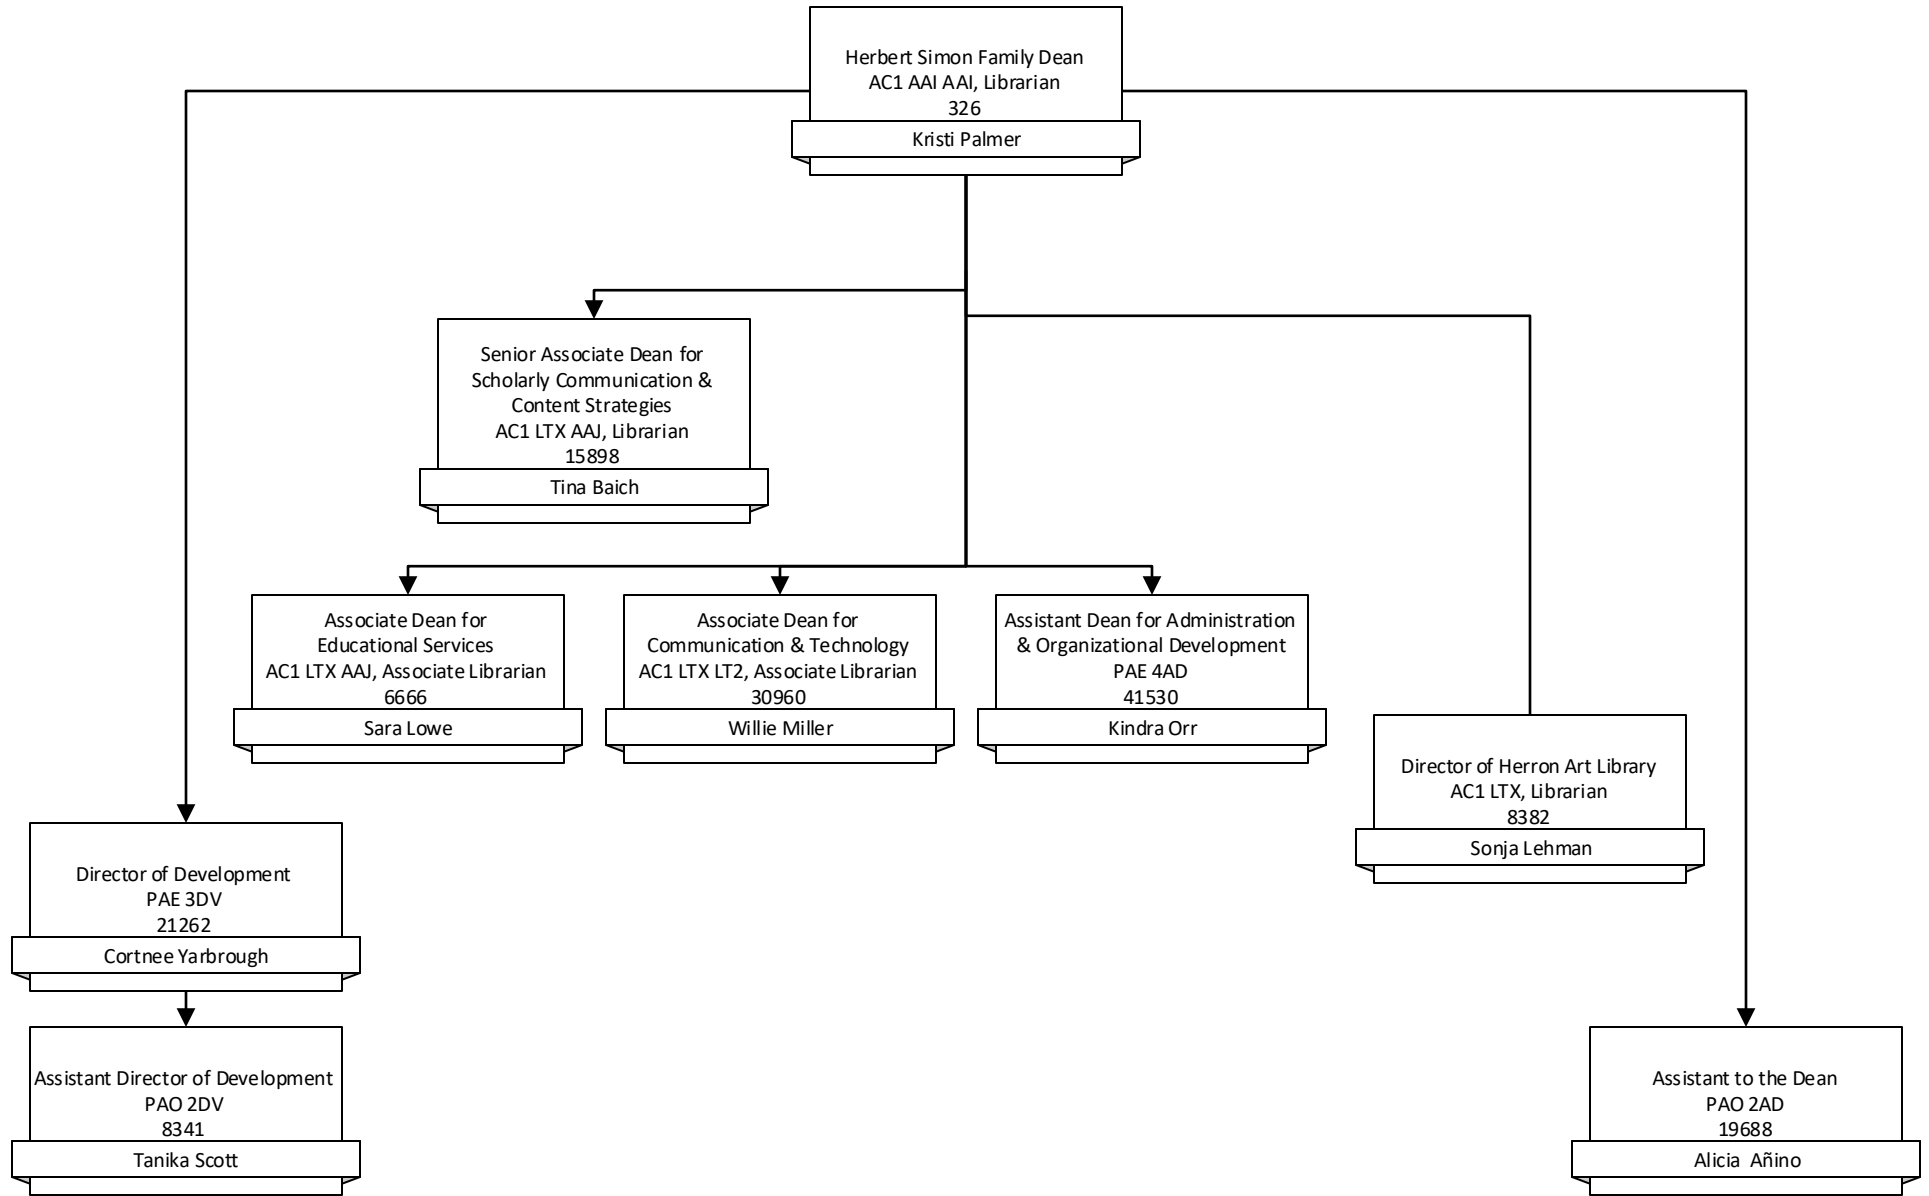 Herbert Simon Family Dean
AC1 AAI AAI, Librarian
326
Kristi Palmer
Senior Associate Dean for
Scholarly Communication &
Content Strategies
AC1 LTX AAJ, Librarian
15898
Tina Baich
Associate Dean for
Educational Services
AC1 LTX AAJ, Associate Librarian
6666
Sara Lowe
Associate Dean for
Communication & Technology
AC1 LTX LT2, Associate Librarian
30960
Willie Miller
Assistant Dean for Administration
& Organizational Development
PAE 4AD
41530
Kindra Orr
Director of Herron Art Library
AC1 LTX, Librarian
8382
Sonja Lehman
Director of Development
PAE 3DV
21262
Cortnee Yarbrough
Assistant Director of Development
PAO 2DV
8341
Tanika Scott
Assistant to the Dean
PAO 2AD
19688
Alicia  Añino